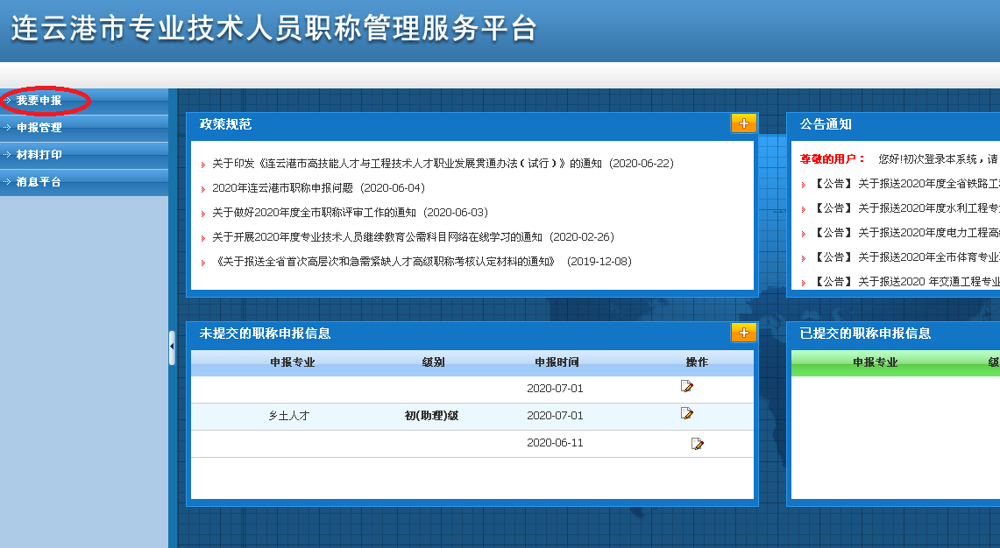 连云港市专业技术人员职称管理服务平台
我要申报
申报管理
材料打印
消息平台
政策规范
关于印发《连云港市高技能人才与工程技术人才职业发展贯通办法（试行）》的通知 (2020-06-22)
2020年连云港市职称申报问题 (2020-06-04)
关于做好2020年度全市职称评审工作的通知 (2020-06-03)
关于开展2020年度专业技术人员继续教育公需科目网络在线学习的通知 (2020-02-26)
《关于报送全省首次高层次和急需紧缺人才高级职称考核认定材料的通知》 (2019-12-08)
公告通知
尊敬的用户： 您好!初次登录本系统，请
【公告】 关于报送2020年度全省铁路工
【公告】 关于报送2020年度水利工程专
【公告】 关于报送2020年度电力工程高
【公告】 关于报送2020年全市体育专业
【公告】 关于报送2020 年交通工程专业
未提交的职称申报信息
申报专业 级别 申报时间 操作
2020-07-01
乡土人才 初(助理)级 2020-07-01
2020-06-11
已提交的职称申报信息
申报专业 级